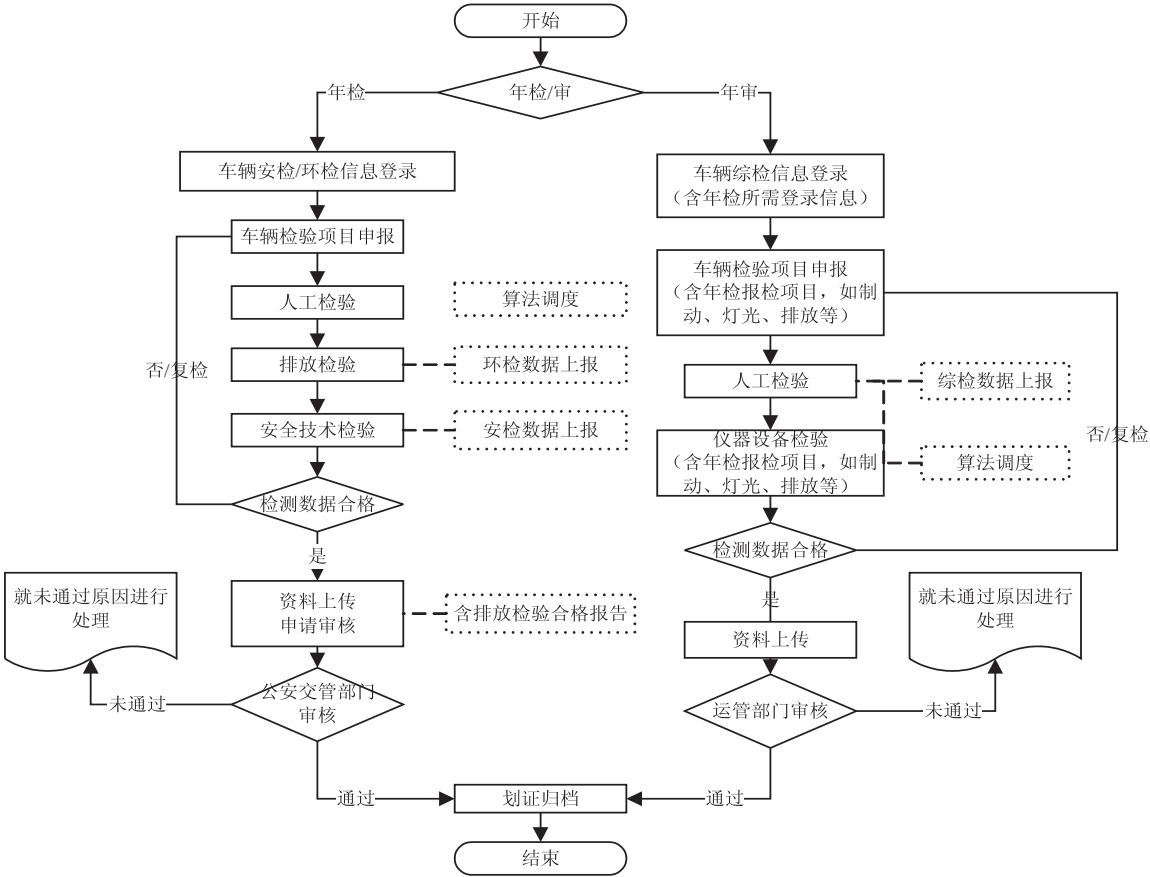 开始
年检/审
年检
年审
车辆安检/环检信息登录
车辆检验项目申报
人工检验
排放检验
安全技术检验
检测数据合格
否/复检
是
资料上传
申请审核
公安交管部门
审核
未通过
就未通过原因进行
处理
通过
算法调度
环检数据上报
安检数据上报
含排放检验合格报告
车辆综检信息登录
（含年检所需登录信息）
车辆检验项目申报
（含年检报检项目，如制
动、灯光、排放等）
人工检验
仪器设备检验
（含年检报检项目，如制
动、灯光、排放等）
检测数据合格
综检数据上报
算法调度
否/复检
是
资料上传
运管部门审核
未通过
就未通过原因进行
处理
通过
划证归档
结束